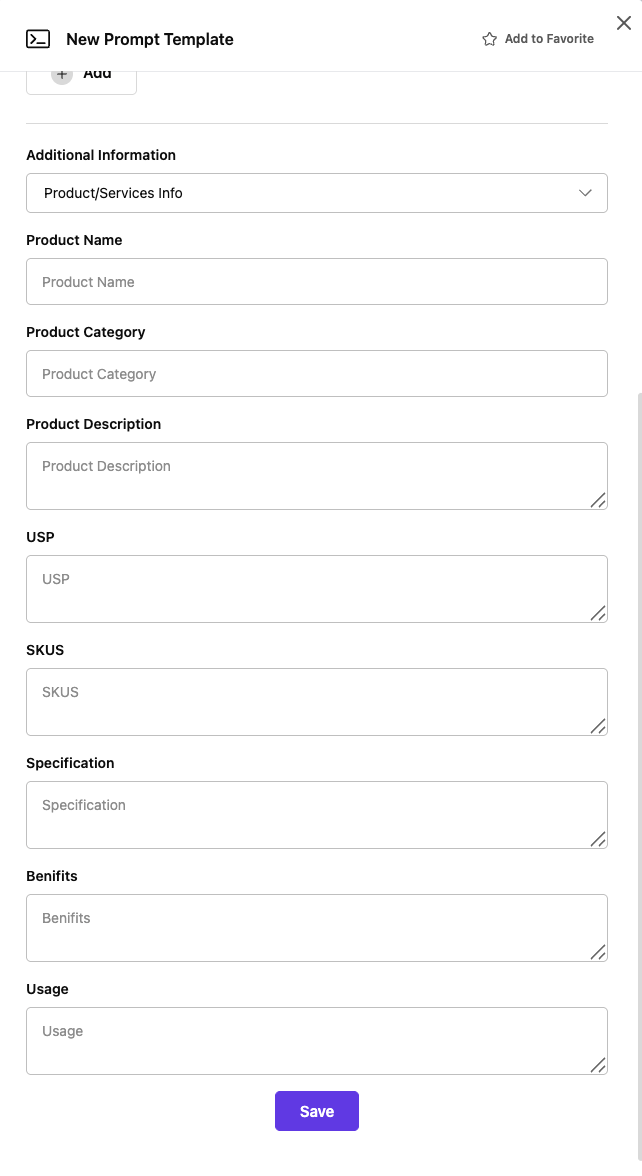 New Prompt Template
Add to Favorite
Add
Additional Information
Product/Services Info
Product Name
Product Name
Product Category
Product Category
Product Description
Product Description
USP
USP
SKUS
SKUS
Specification
Specification
Benifits
Benifits
Usage
Usage
Save